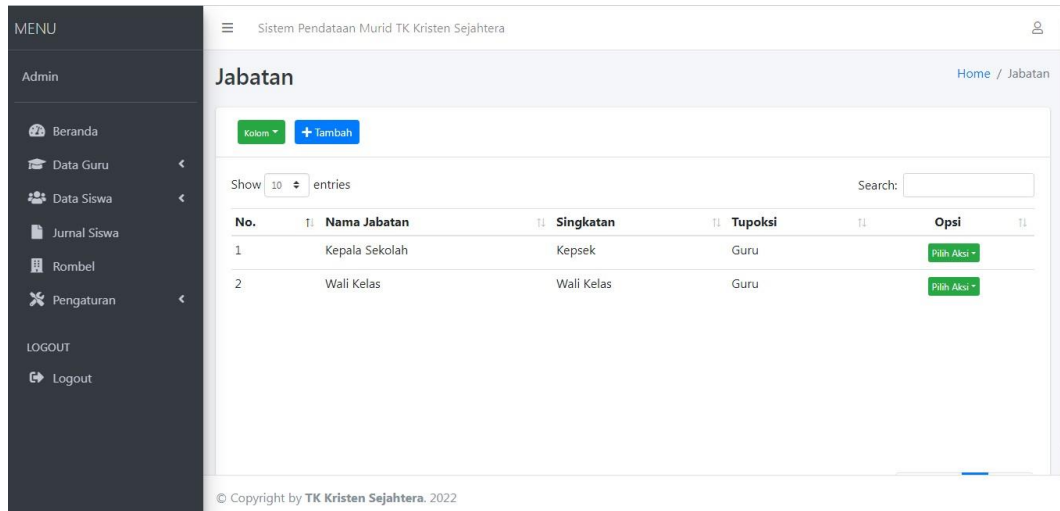 MENU
Sistem Pendataan Murid TK Kristen Sejahtera
Admin
Jabatan
Home / Jabatan
Beranda
Data Guru
Data Siswa
Jurnal Siswa
Rombel
Pengaturan
LOGOUT
Logout
Kolom
+ Tambah
Show 10 entries
Search:
No. Nama Jabatan Singkatan Tupoksi Opsi
1 Kepala Sekolah Kepsek Guru Pilih Aksi
2 Wali Kelas Wali Kelas Guru Pilih Aksi
© Copyright by TK Kristen Sejahtera. 2022